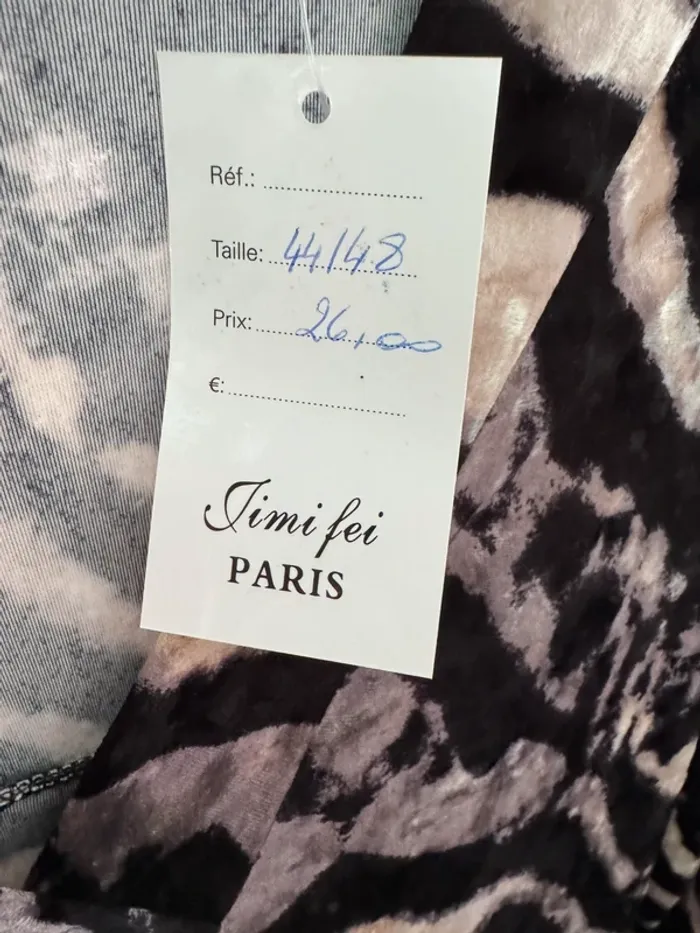 Réf.: ........................
Taille: 44/48
Prix: 26,00
€: ........................
Jimi fei
PARIS